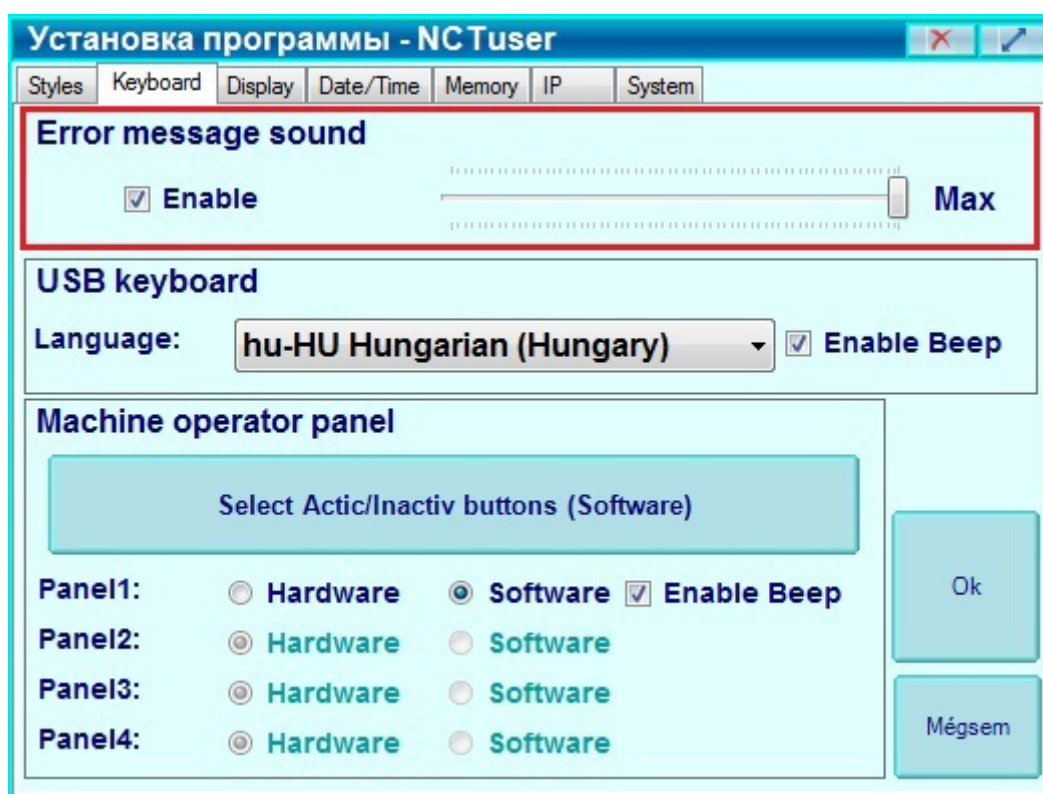 Установка программы - NCTuser
Styles Keyboard Display Date/Time Memory IP System
Error message sound
Enable Max
USB keyboard
Language: hu-HU Hungarian (Hungary) Enable Beep
Machine operator panel
Select Actic/Inactiv buttons (Software)
Panel1: Hardware Software Enable Beep
Panel2: Hardware Software
Panel3: Hardware Software
Panel4: Hardware Software
Ok
Mégsem